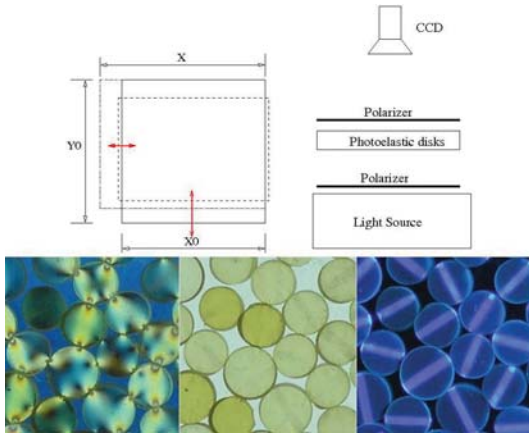 X
Y0
X0
CCD
Polarizer
Photoelastic disks
Polarizer
Light Source